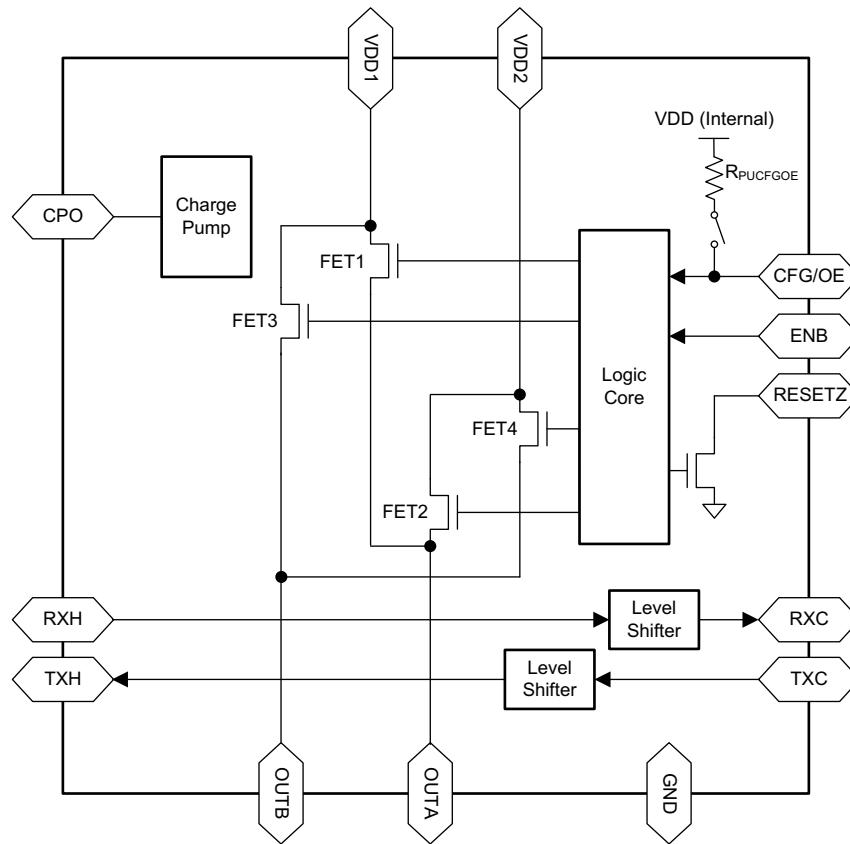 VDD1
VDD2
VDD (Internal)
RPUCFGOE
CPO
Charge
Pump
FET1
CFG/OE
FET3
ENB
Logic
Core
RESETZ
FET4
FET2
RXH
Level
Shifter
RXC
TXH
Level
Shifter
TXC
OUTB
OUTA
GND